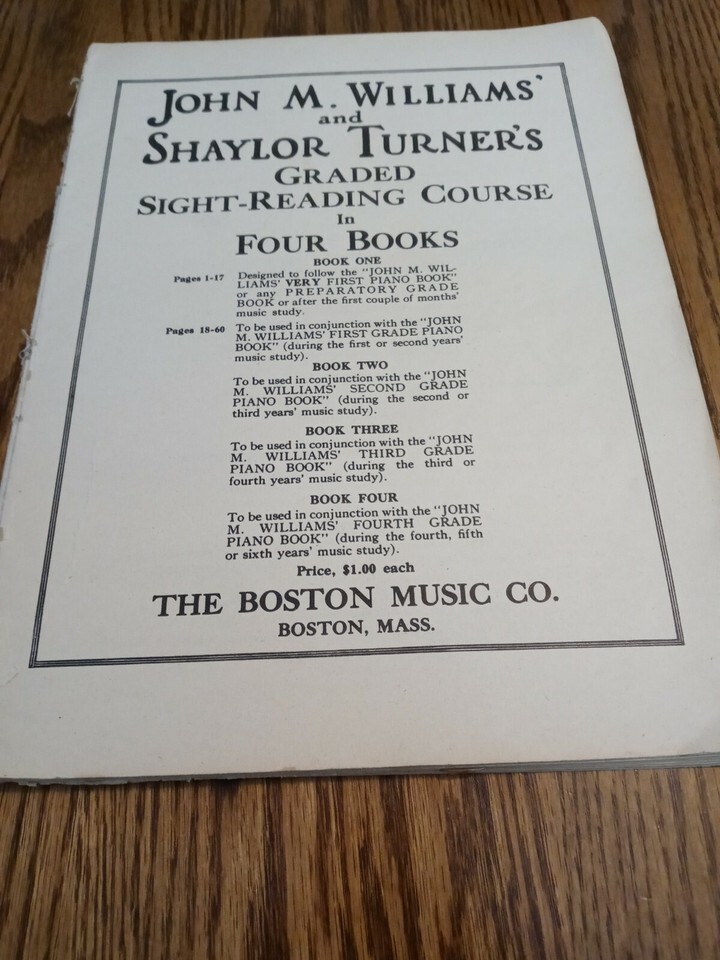 JOHN M. WILLIAMS'
and
SHAYLOR TURNER'S
GRADED
SIGHT-READING COURSE
In
FOUR BOOKS
BOOK ONE
Pages 1-17 Designed to follow the "JOHN M. WIL-
LIAMS' VERY FIRST PIANO BOOK"
or any PREPARATORY GRADE
BOOK or after the first couple of months'
music study.
Pages 18-60 To be used in conjunction with the "JOHN
M. WILLIAMS' FIRST GRADE PIANO
BOOK" (during the first or second years'
music study).
BOOK TWO
To be used in conjunction with the "JOHN
M. WILLIAMS' SECOND GRADE
PIANO BOOK" (during the second or
third years' music study).
BOOK THREE
To be used in conjunction with the "JOHN
M. WILLIAMS' THIRD GRADE
PIANO BOOK" (during the third or
fourth years' music study).
BOOK FOUR
To be used in conjunction with the "JOHN
M. WILLIAMS' FOURTH GRADE
PIANO BOOK" (during the fourth, fifth
or sixth years' music study).
Price, $1.00 each
THE BOSTON MUSIC CO.
BOSTON, MASS.